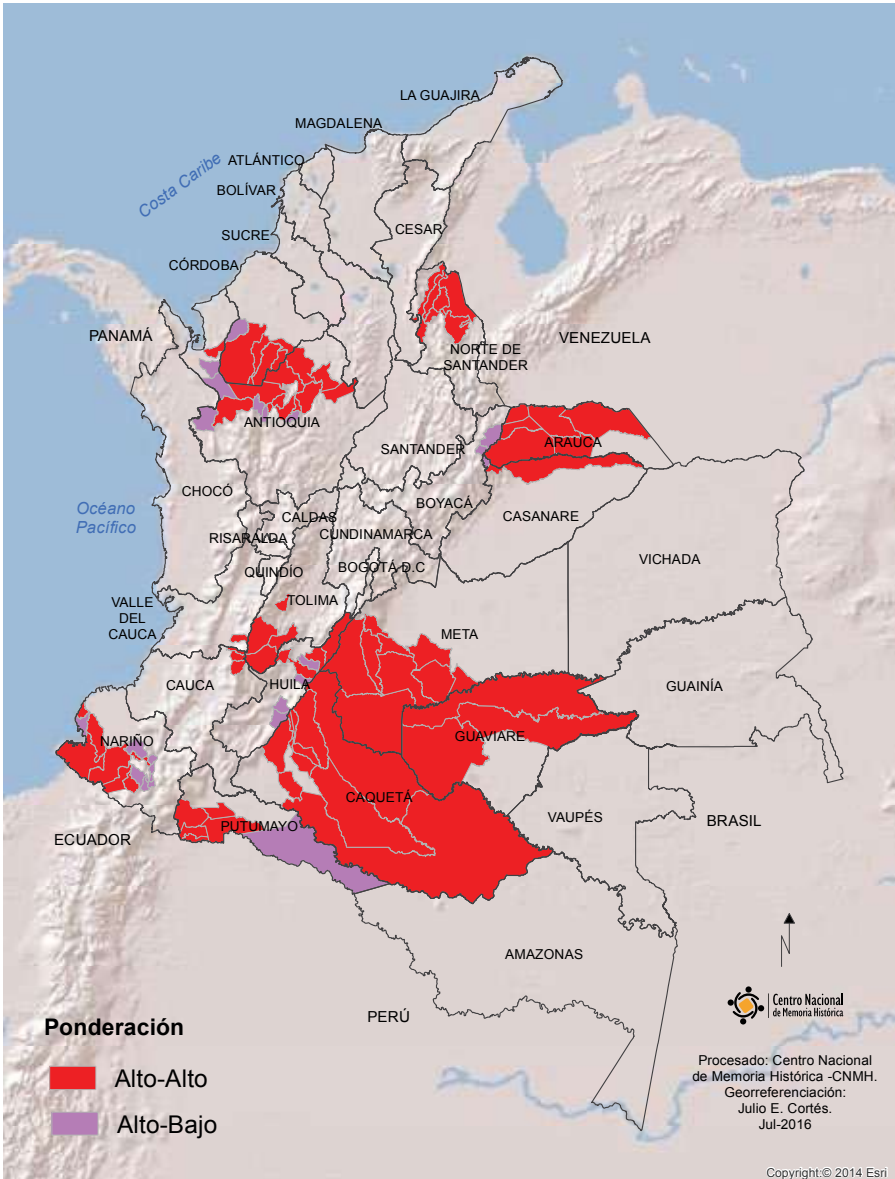 LA GUAJIRA
MAGDALENA
ATLÁNTICO
Costa Caribe
BOLÍVAR
SUCRE
CESAR
CÓRDOBA
PANAMÁ
VENEZUELA
NORTE DE
SANTANDER
ANTIOQUIA
ARAUCA
SANTANDER
CHOCÓ
BOYACÁ
CASANARE
Océano
Pacífico
CALDAS
RISARALDA
CUNDINAMARCA
VICHADA
QUINDÍO
BOGOTÁ D.C
TOLIMA
VALLE
DEL
CAUCA
META
CAUCA
HUILA
GUAINÍA
NARIÑO
GUAVIARE
CAQUETÁ
VAUPÉS
BRASIL
PUTUMAYO
ECUADOR
AMAZONAS
N
PERÚ
Centro Nacional
de Memoria Histórica
Ponderación
Alto-Alto
Alto-Bajo
Procesado: Centro Nacional
de Memoria Histórica -CNMH.
Georreferenciación:
Julio E. Cortés.
Jul-2016
Copyright:© 2014 Esri